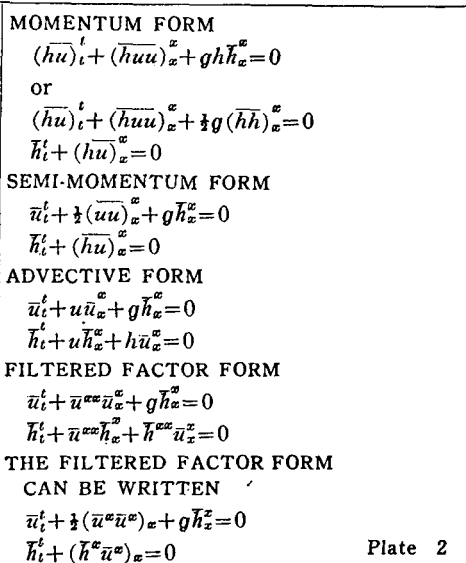 MOMENTUM FORM
$(\overline{hu})_t^t + (\overline{huu})_x^x + gh\overline{h}_x^x = 0$
or
$(\overline{hu})_t^t + (\overline{huu})_x^x + \frac{1}{2}g(\overline{hh})_x^x = 0$
$\overline{h}_t^t + (\overline{hu})_x^x = 0$
SEMI-MOMENTUM FORM
$\overline{u}_t^t + \frac{1}{2}(\overline{uu})_x^x + g\overline{h}_x^x = 0$
$\overline{h}_t^t + (\overline{hu})_x^x = 0$
ADVECTIVE FORM
$\overline{u}_t^t + u\overline{u}_x^x + g\overline{h}_x^x = 0$
$\overline{h}_t^t + u\overline{h}_x^x + h\overline{u}_x^x = 0$
FILTERED FACTOR FORM
$\overline{u}_t^t + \overline{u}^{xx}\overline{u}_x^x + g\overline{h}_x^x = 0$
$\overline{h}_t^t + \overline{u}^{xx}\overline{h}_x^x + \overline{h}^{xx}\overline{u}_x^x = 0$
THE FILTERED FACTOR FORM
CAN BE WRITTEN
$\overline{u}_t^t + \frac{1}{2}(\overline{u}^x\overline{u}^x)_x + g\overline{h}_x^x = 0$
$\overline{h}_t^t + (\overline{h}^x\overline{u}^x)_x = 0$ Plate 2